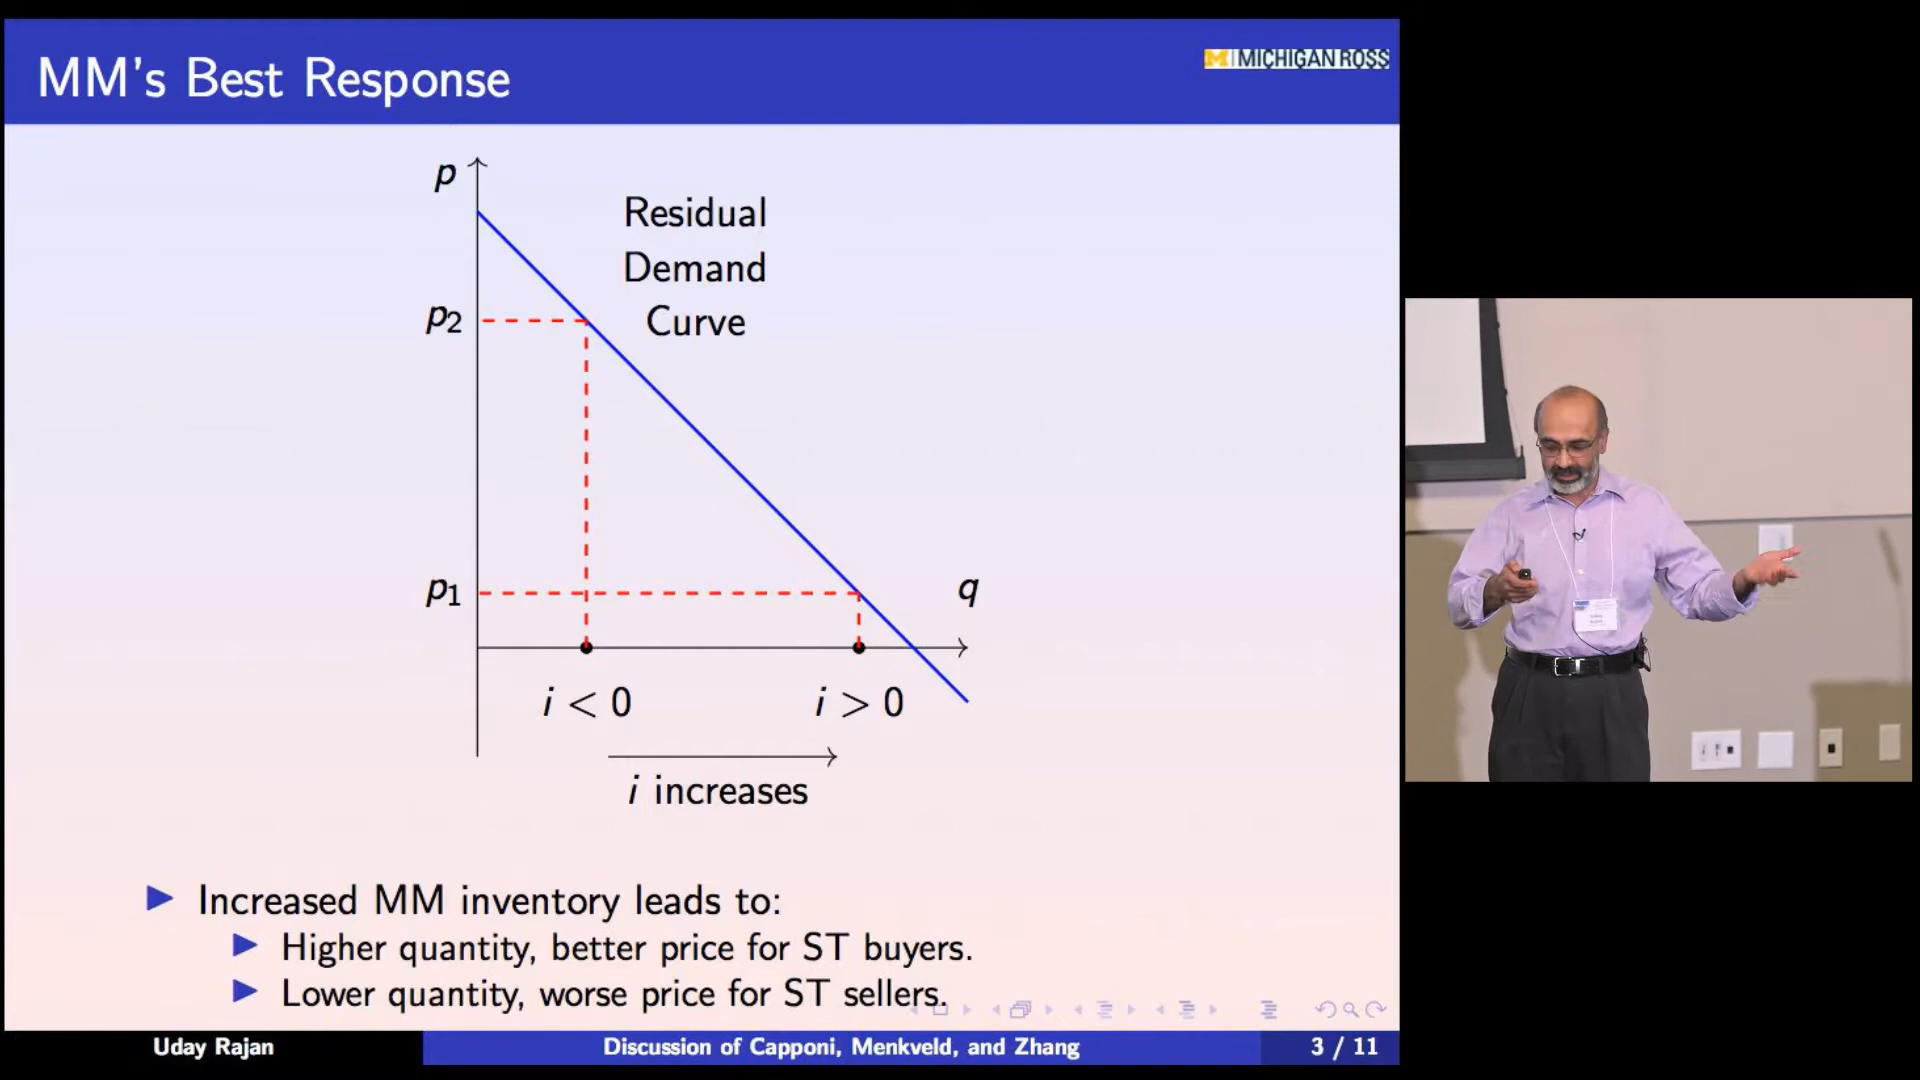 MM's Best Response
M MICHIGAN ROSS
p
Residual
Demand
Curve
p2
p1
q
i < 0
i > 0
i increases
Increased MM inventory leads to:
Higher quantity, better price for ST buyers.
Lower quantity, worse price for ST sellers.
Uday Rajan
Discussion of Capponi, Menkveld, and Zhang
3 / 11